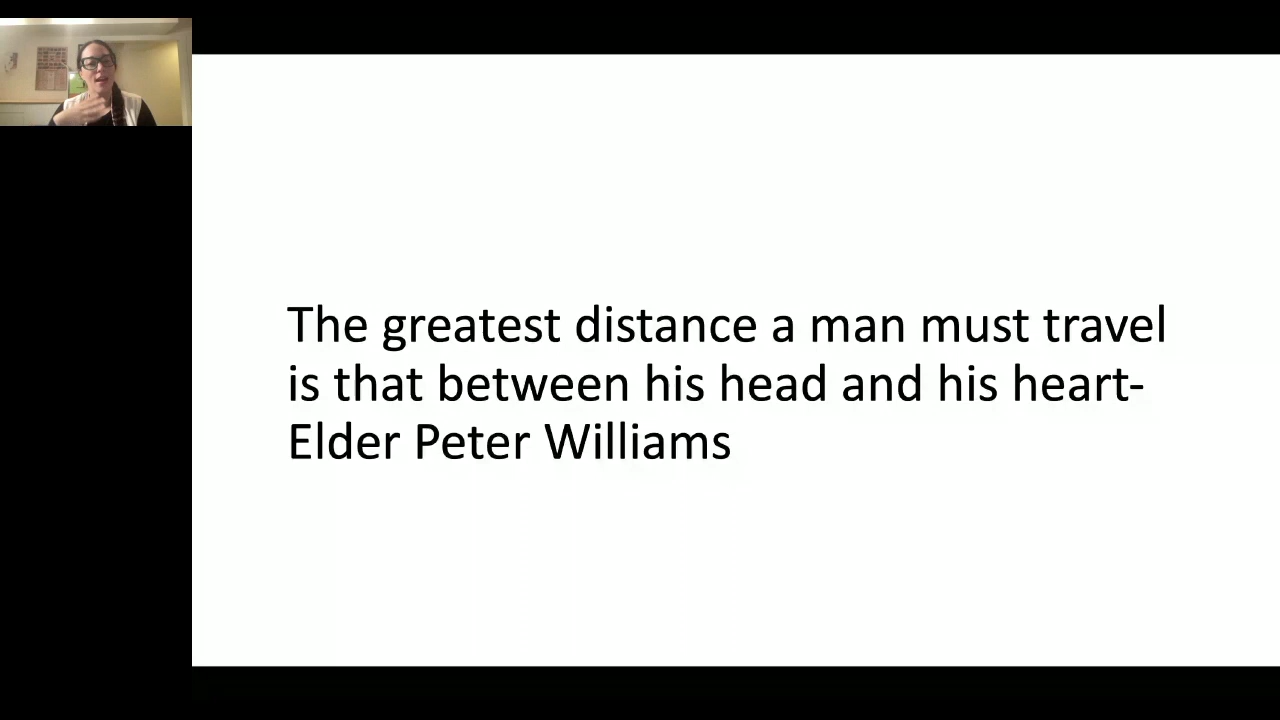 The greatest distance a man must travel
is that between his head and his heart-
Elder Peter Williams